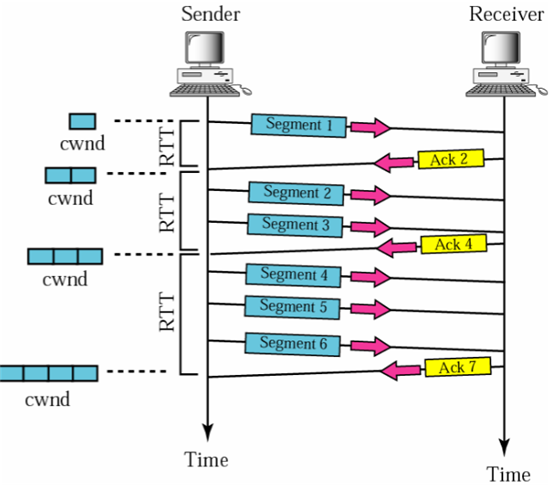 Sender
Receiver
cwnd
RTT
Segment 1
Ack 2
cwnd
RTT
Segment 2
Segment 3
Ack 4
cwnd
RTT
Segment 4
Segment 5
Segment 6
Ack 7
cwnd
Time
Time